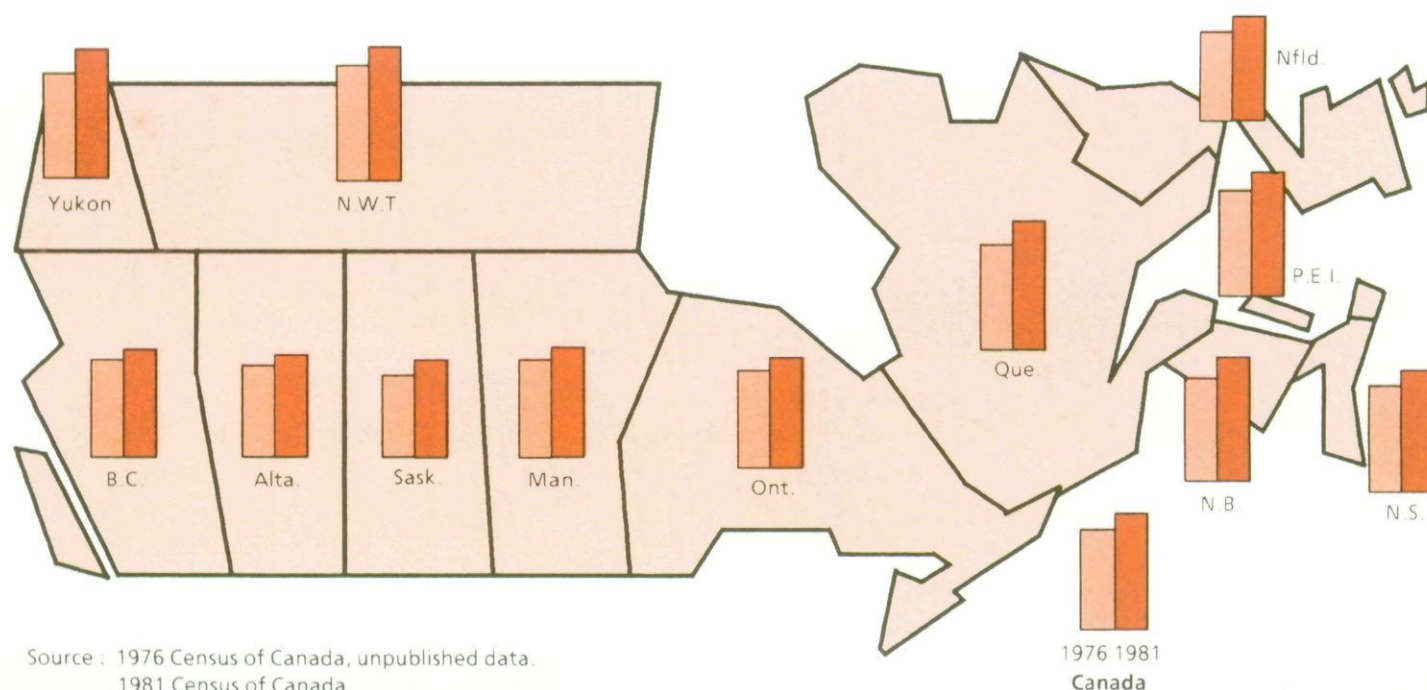 Nfld.
Yukon
N.W.T
P.E.I.
Que.
B.C.
Alta.
Sask.
Man.
Ont.
N.B.
N.S.
1976 1981
Canada
Source : 1976 Census of Canada, unpublished data.
1981 Census of Canada